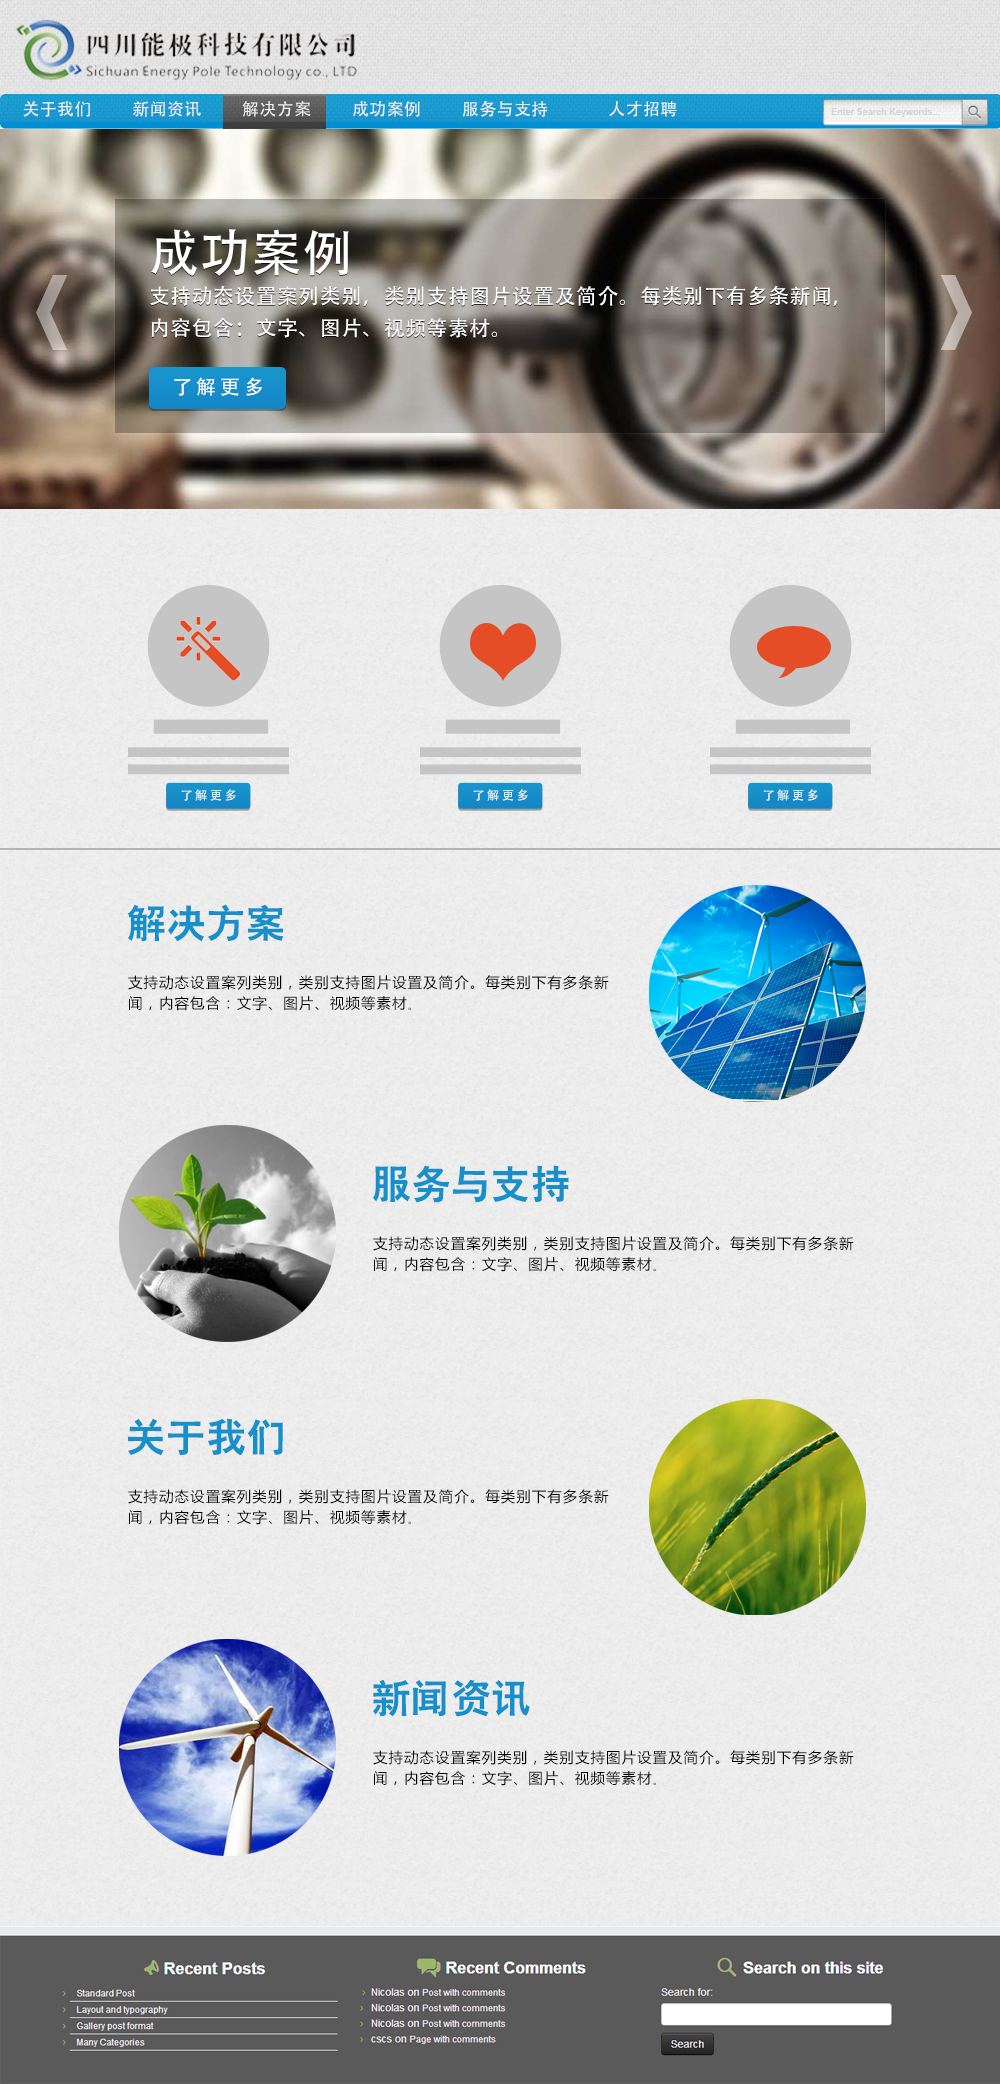 四川能极科技有限公司
Sichuan Energy Pole Technology co., LTD
关于我们 新闻资讯 解决方案 成功案例 服务与支持 人才招聘 Enter Search Keywords...
成功案例
支持动态设置案列类别，类别支持图片设置及简介。每类别下有多条新闻，
内容包含：文字、图片、视频等素材。
了解更多
了解更多 了解更多 了解更多
解决方案
支持动态设置案列类别，类别支持图片设置及简介。每类别下有多条新
闻，内容包含：文字、图片、视频等素材。
服务与支持
支持动态设置案列类别，类别支持图片设置及简介。每类别下有多条新
闻，内容包含：文字、图片、视频等素材。
关于我们
支持动态设置案列类别，类别支持图片设置及简介。每类别下有多条新
闻，内容包含：文字、图片、视频等素材。
新闻资讯
支持动态设置案列类别，类别支持图片设置及简介。每类别下有多条新
闻，内容包含：文字、图片、视频等素材。
Recent Posts
Standard Post
Layout and typography
Gallery post format
Many Categories
Recent Comments
Nicolas on Post with comments
Nicolas on Post with comments
Nicolas on Post with comments
cscs on Page with comments
Search on this site
Search for:
Search